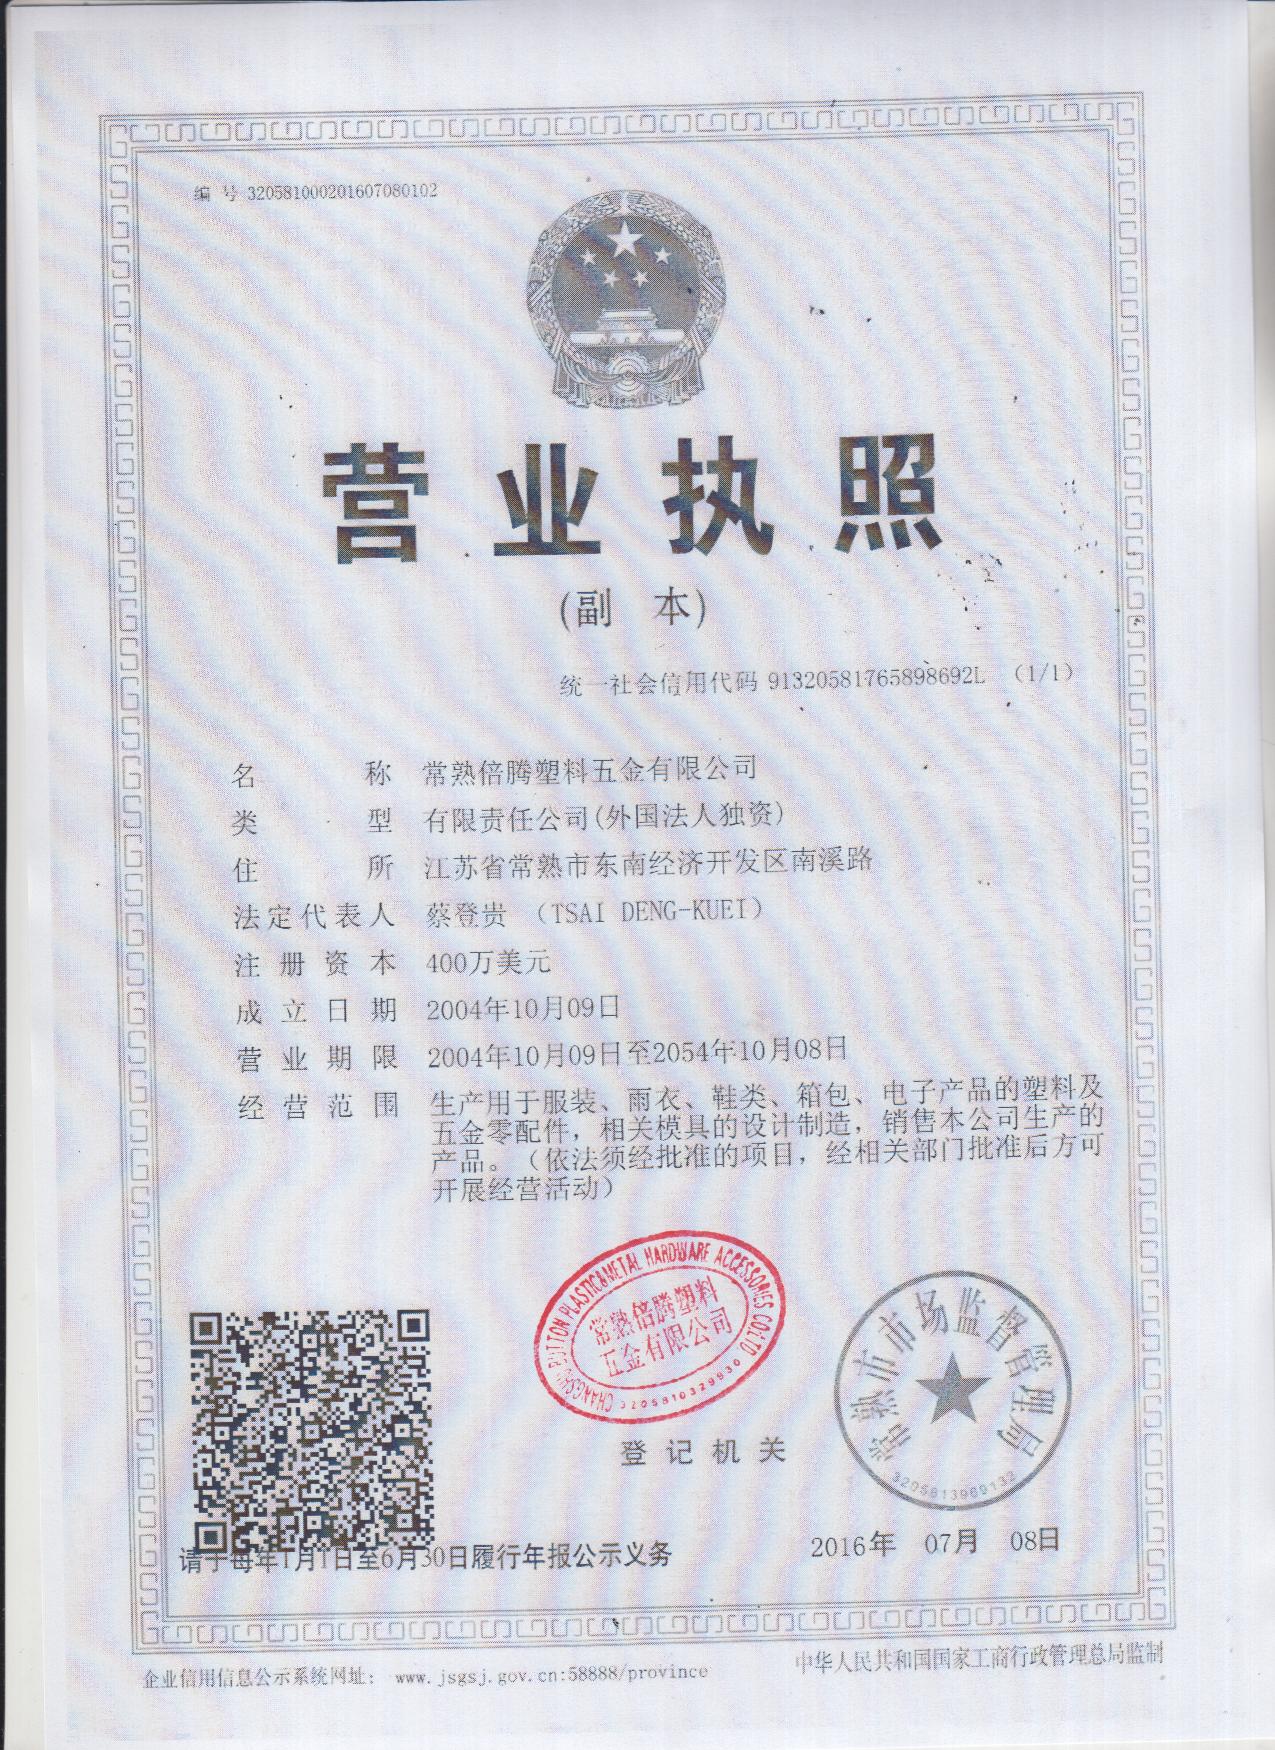 编 号 320581000201607080102
营业执照
(副 本)
统一社会信用代码 91320581765898692L （1/1）
名 称 常熟倍腾塑料五金有限公司
类 型 有限责任公司(外国法人独资)
住 所 江苏省常熟市东南经济开发区南溪路
法定代表人 蔡登贵 （TSAI DENG-KUEI）
注册资本 400万美元
成立日期 2004年10月09日
营业期限 2004年10月09日至2054年10月08日
经营范围 生产用于服装、雨衣、鞋类、箱包、电子产品的塑料及
五金零配件，相关模具的设计制造，销售本公司生产的
产品。（依法须经批准的项目，经相关部门批准后方可
开展经营活动）
CHANGSHU BUTTON PLASTIC&METAL HARDWARE ACCESSORIES CO.LTD
常熟倍腾塑料
五金有限公司
3205810329930
常熟市市场监督管理局
3205813969132
登记机关
请于每年1月1日至6月30日履行年报公示义务
2016年 07月 08日
企业信用信息公示系统网址： www.jsgsj.gov.cn:58888/province
中华人民共和国国家工商行政管理总局监制